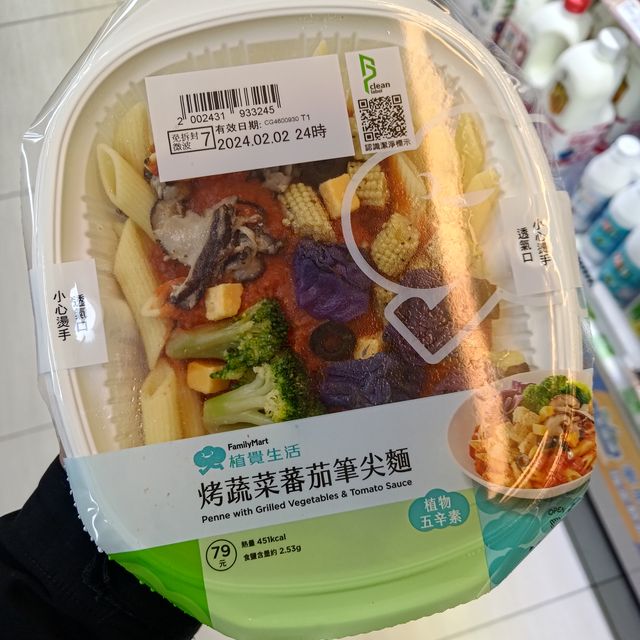 2 002431 933245
免拆封
微波
7
有效日期: CG4600930 T1
2024.02.02 24時
clean
label
認識潔淨標示
透氣口
小心燙手
透氣口
小心燙手
FamilyMart
植覺生活
烤蔬菜蕃茄筆尖麵
Penne with Grilled Vegetables & Tomato Sauce
植物
五辛素
79
元
熱量 451kcal
食鹽含量約 2.53g
OPEN